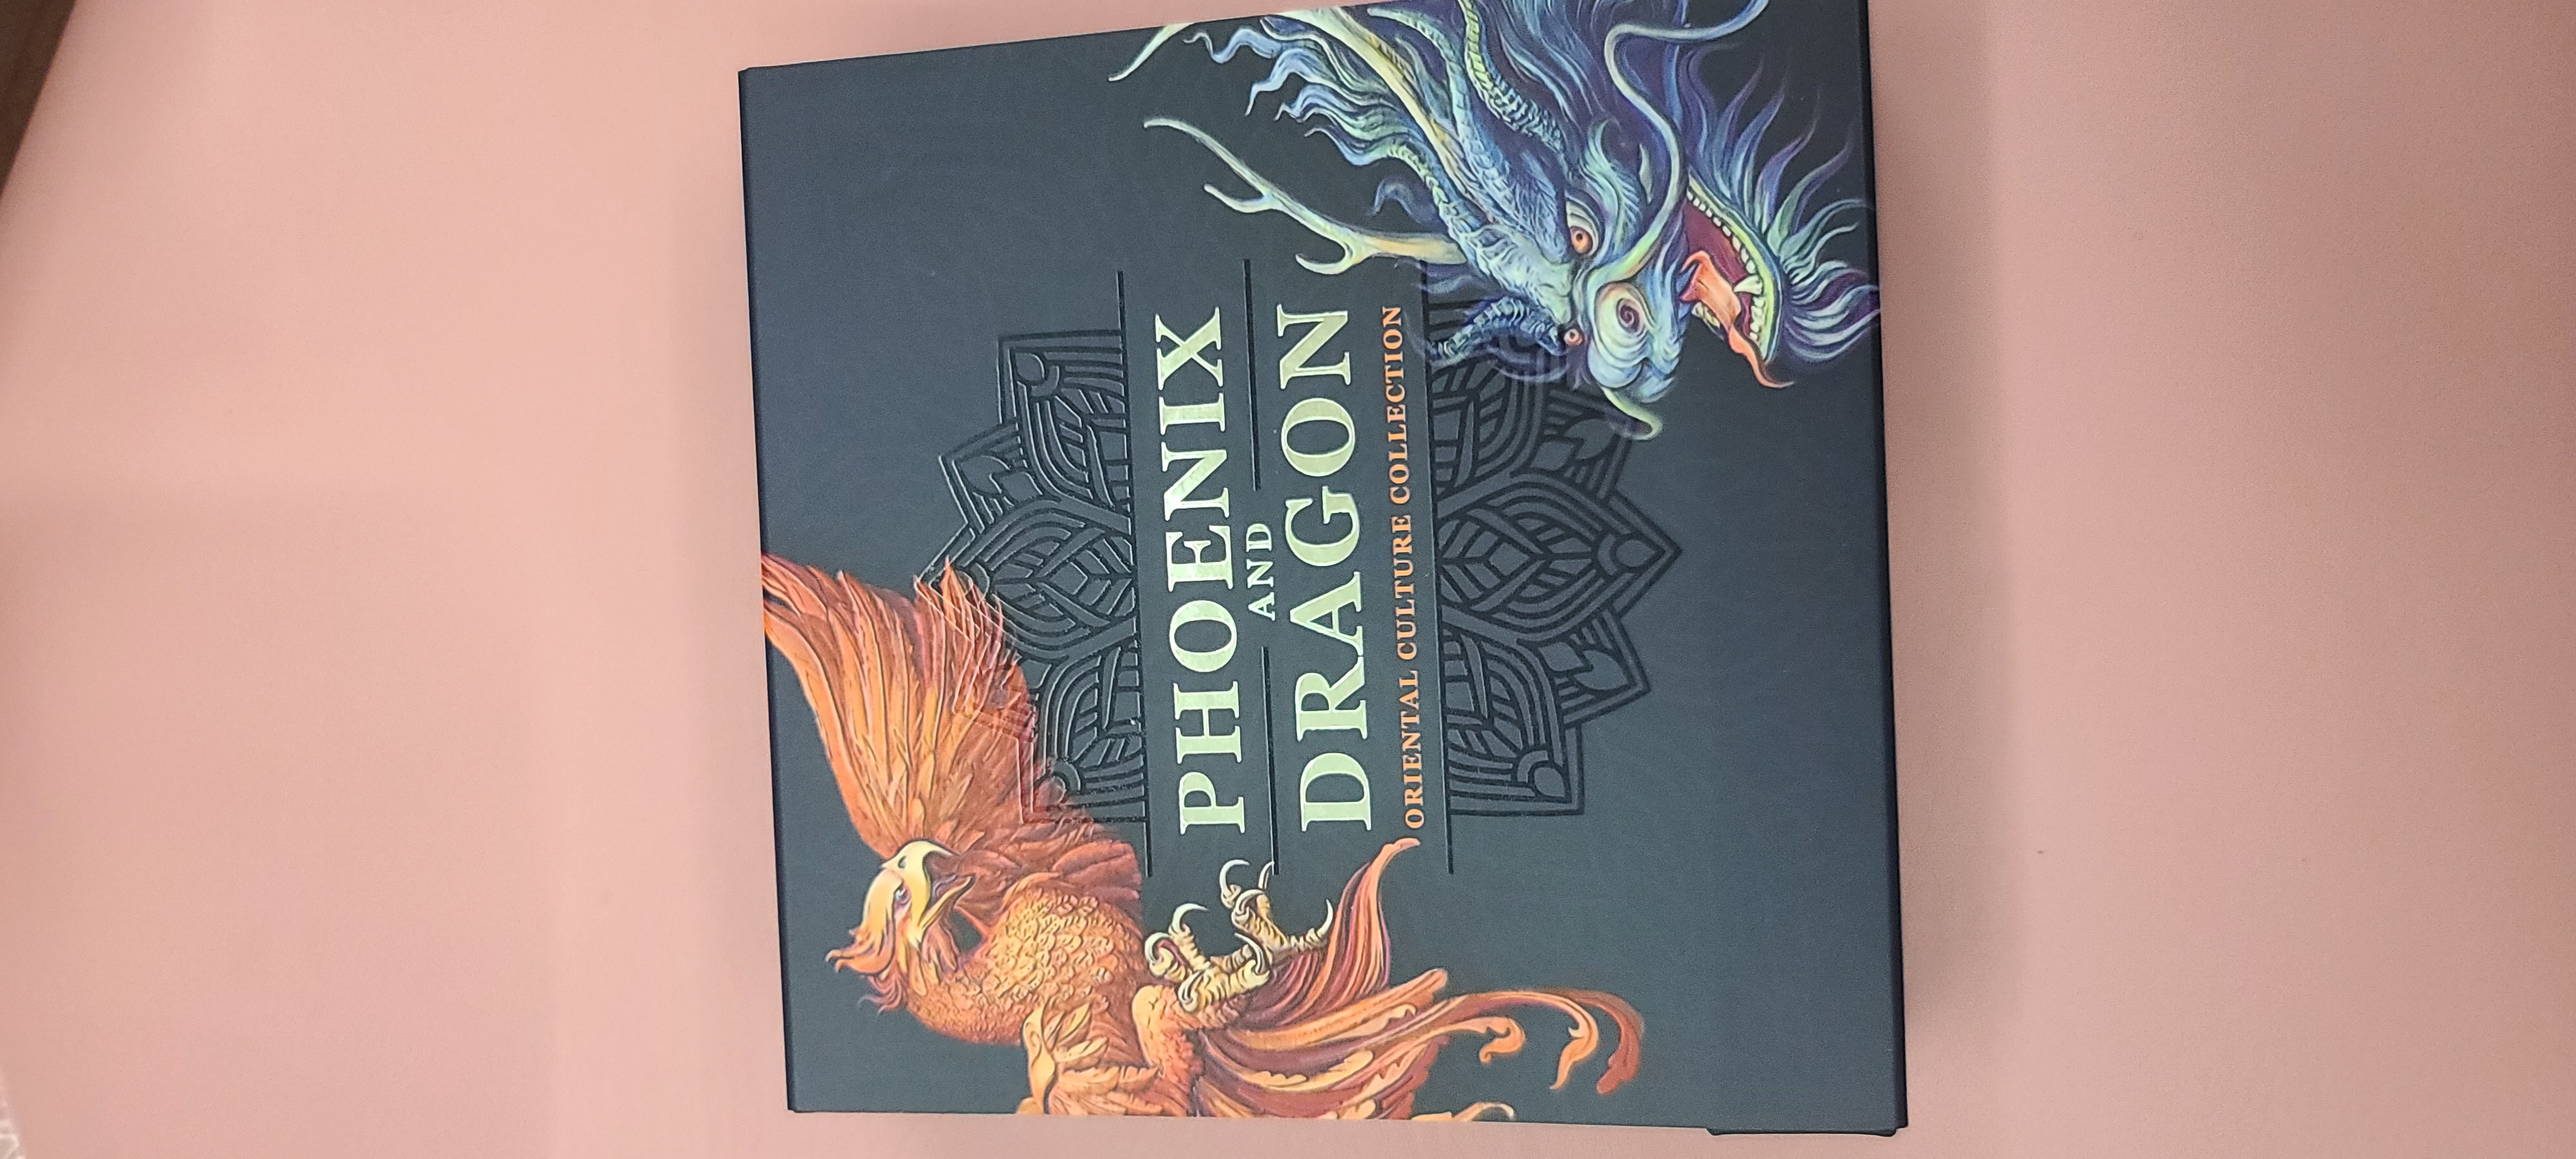 PHOENIX
AND
DRAGON
ORIENTAL CULTURE COLLECTION